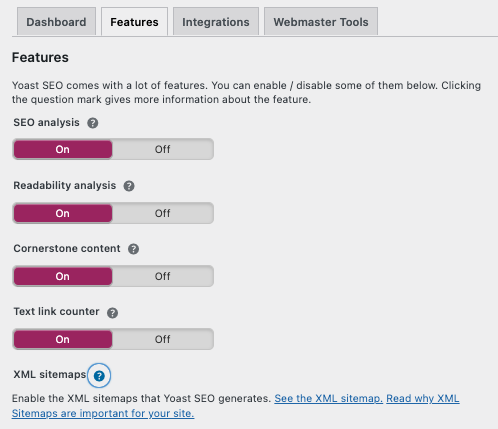 Dashboard Features Integrations Webmaster Tools
Features
Yoast SEO comes with a lot of features. You can enable / disable some of them below. Clicking
the question mark gives more information about the feature.
SEO analysis ?
On Off
Readability analysis ?
On Off
Cornerstone content ?
On Off
Text link counter ?
On Off
XML sitemaps ?
Enable the XML sitemaps that Yoast SEO generates. See the XML sitemap. Read why XML
Sitemaps are important for your site.